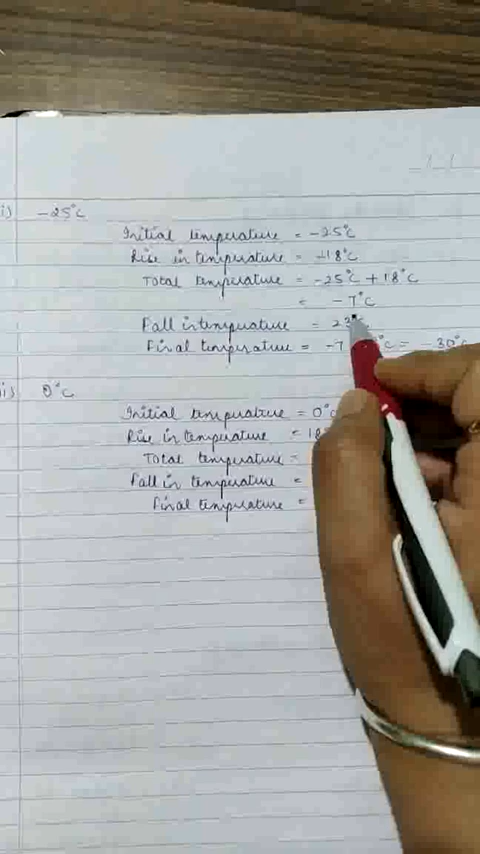 i) -25°C
Initial temperature = -25°C
Rise in temperature = +18°C
Total temperature = -25°C + 18°C
= -7°C
Fall in temperature = 23
Final temperature = -7 °C = -30°C
ii) 0°C
Initial temperature = 0°C
Rise in temperature = 18
Total temperature =
Fall in temperature =
Final temperature =